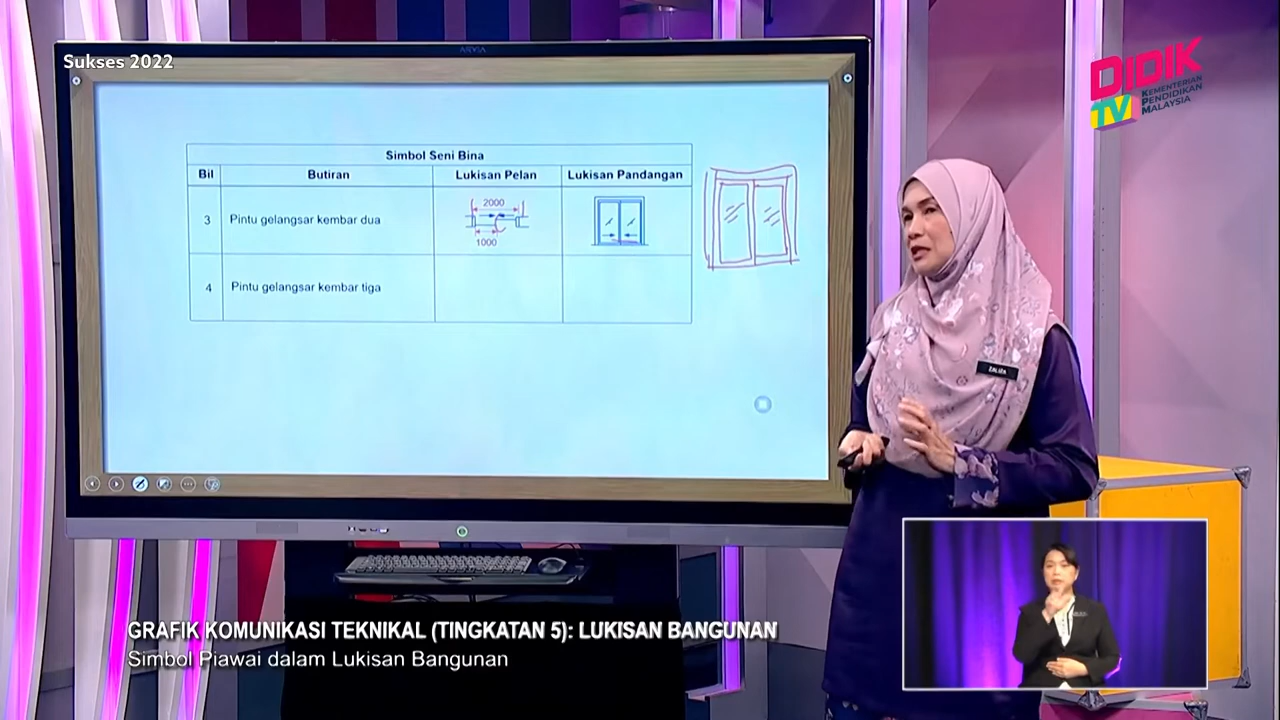 Sukses 2022
DIDIK
TV
KEMENTERIAN
PENDIDIKAN
MALAYSIA
Simbol Seni Bina
Bil Butiran Lukisan Pelan Lukisan Pandangan
3 Pintu gelangsar kembar dua
2000
1000
4 Pintu gelangsar kembar tiga
ZALIZA
GRAFIK KOMUNIKASI TEKNIKAL (TINGKATAN 5): LUKISAN BANGUNAN
Simbol Piawai dalam Lukisan Bangunan